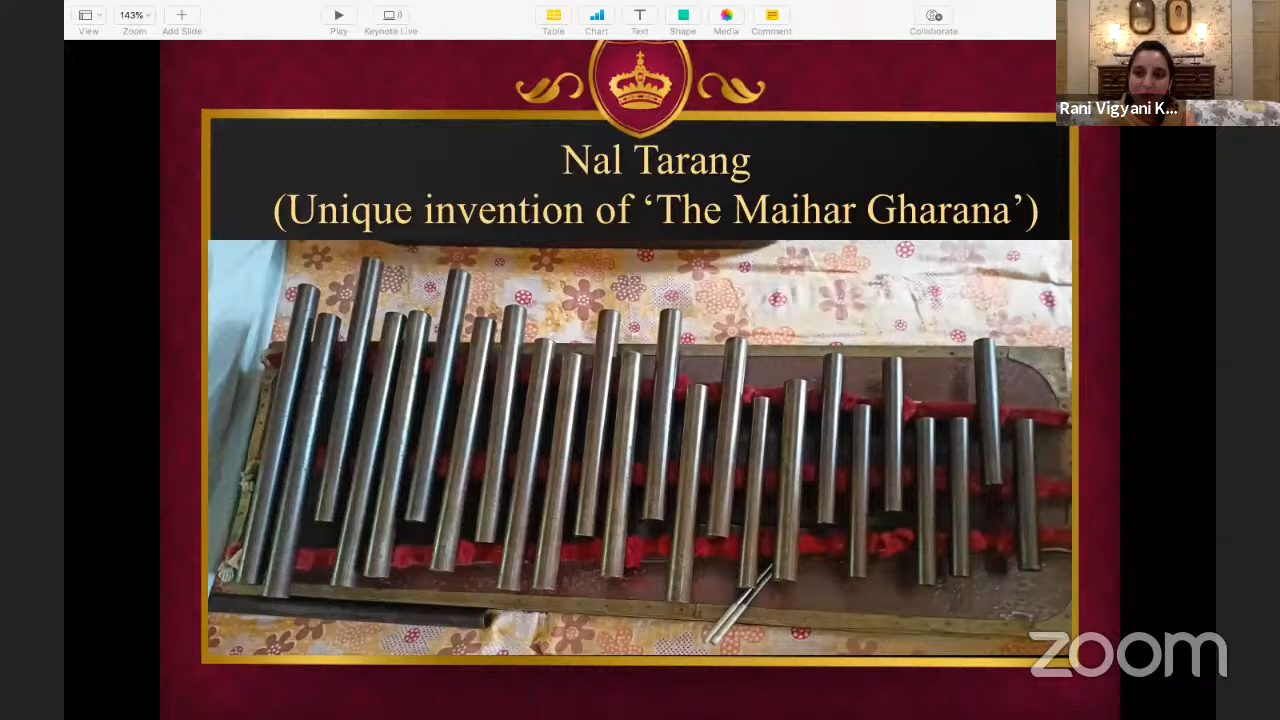 143%
View
Zoom
Add Slide
Play
Keynote Live
Table
Chart
Text
Shape
Media
Comment
Collaborate
Rani Vigyani K...
Nal Tarang
(Unique invention of ‘The Maihar Gharana’)
zoom